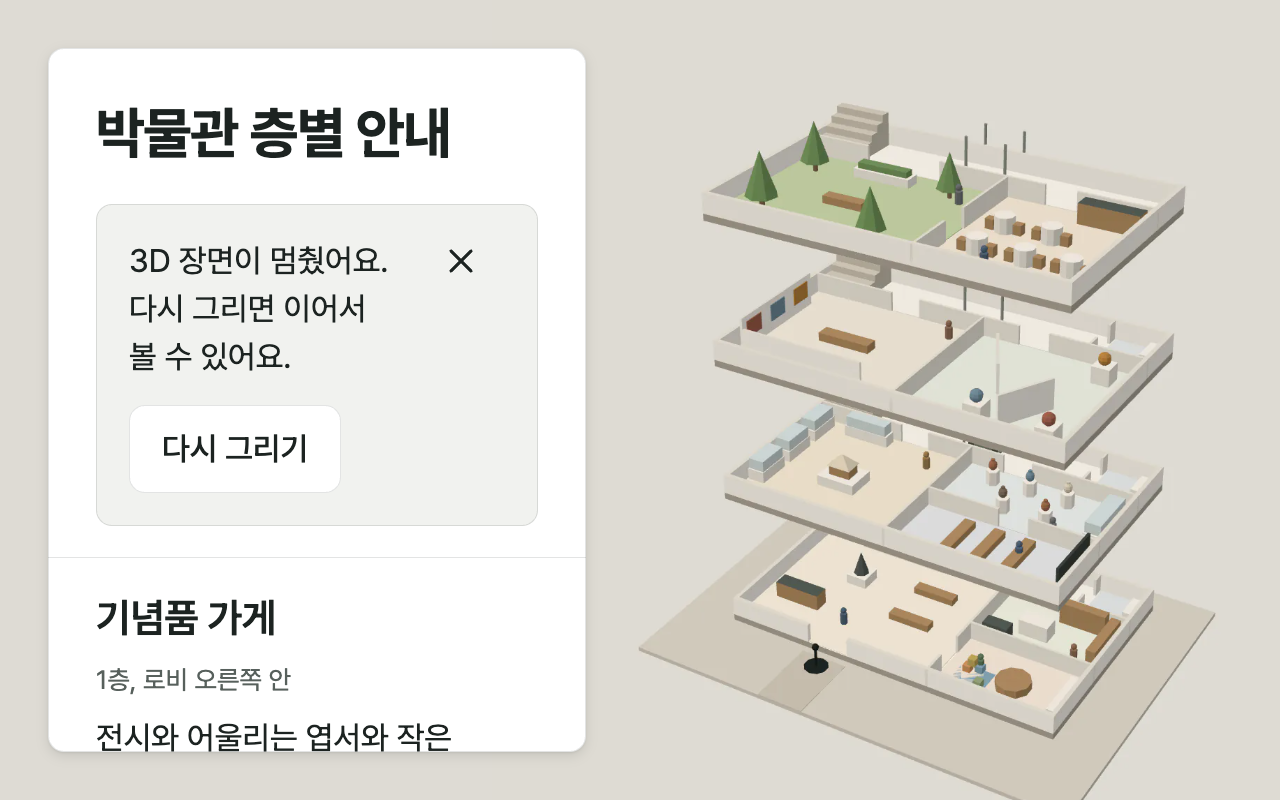 박물관 층별 안내
3D 장면이 멈췄어요.
다시 그리면 이어서
볼 수 있어요.
다시 그리기
기념품 가게
1층, 로비 오른쪽 안
전시와 어울리는 엽서와 작은